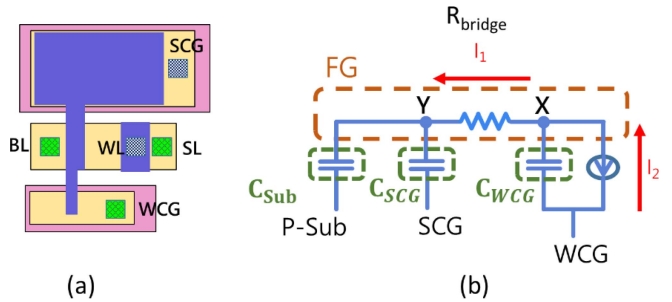 SCG
BL
WL
SL
WCG
(a)
R_bridge
I_1
FG
Y
X
I_2
C_Sub
C_SCG
C_WCG
P-Sub
SCG
WCG
(b)